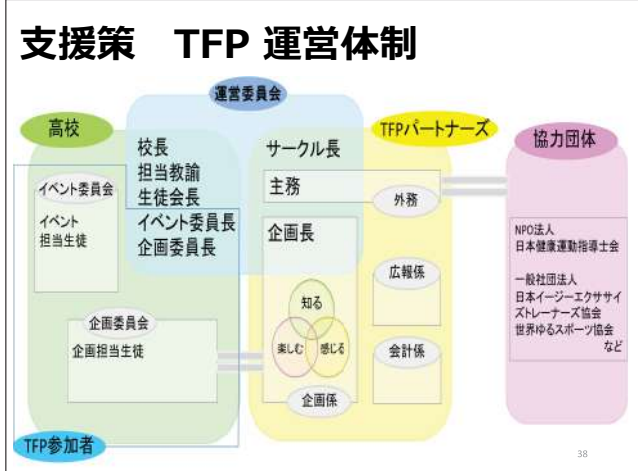 支援策　TFP 運営体制
運営委員会
高校
校長
担当教諭
生徒会長
イベント委員長
企画委員長
イベント委員会
イベント
担当生徒
企画委員会
企画担当生徒
TFP参加者
TFPパートナーズ
サークル長
主務
外務
企画長
知る
楽しむ
感じる
企画係
広報係
会計係
協力団体
NPO法人
日本健康運動指導士会
一般社団法人
日本イージーエクササイ
ズトレーナーズ協会
世界ゆるスポーツ協会
など
38